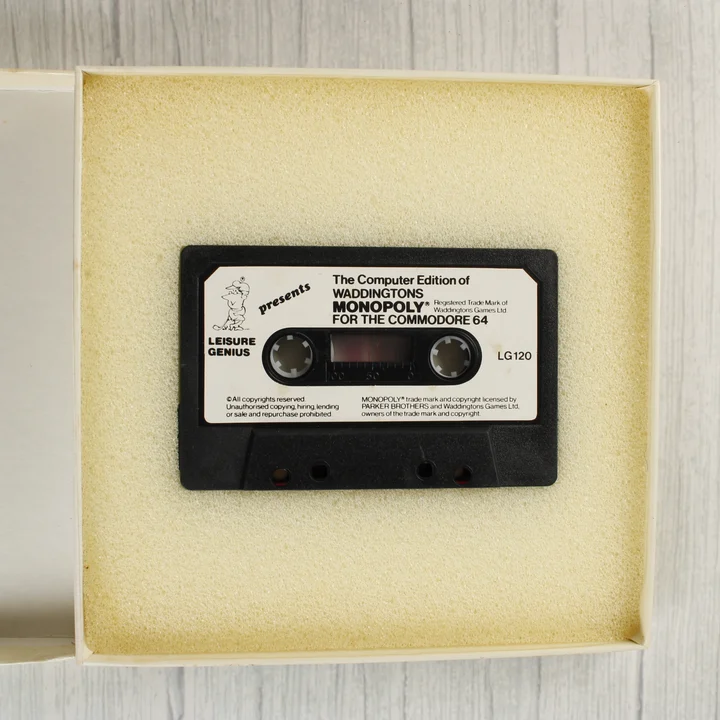 presents
The Computer Edition of
WADDINGTONS
MONOPOLY® Registered Trade Mark of
Waddingtons Games Ltd
FOR THE COMMODORE 64
LEISURE
GENIUS
LG120
00 50
©All copyrights reserved.
Unauthorised copying, hiring, lending
or sale and repurchase prohibited.
MONOPOLY® trade mark and copyright licensed by
PARKER BROTHERS and Waddingtons Games Ltd,
owners of the trade mark and copyright.